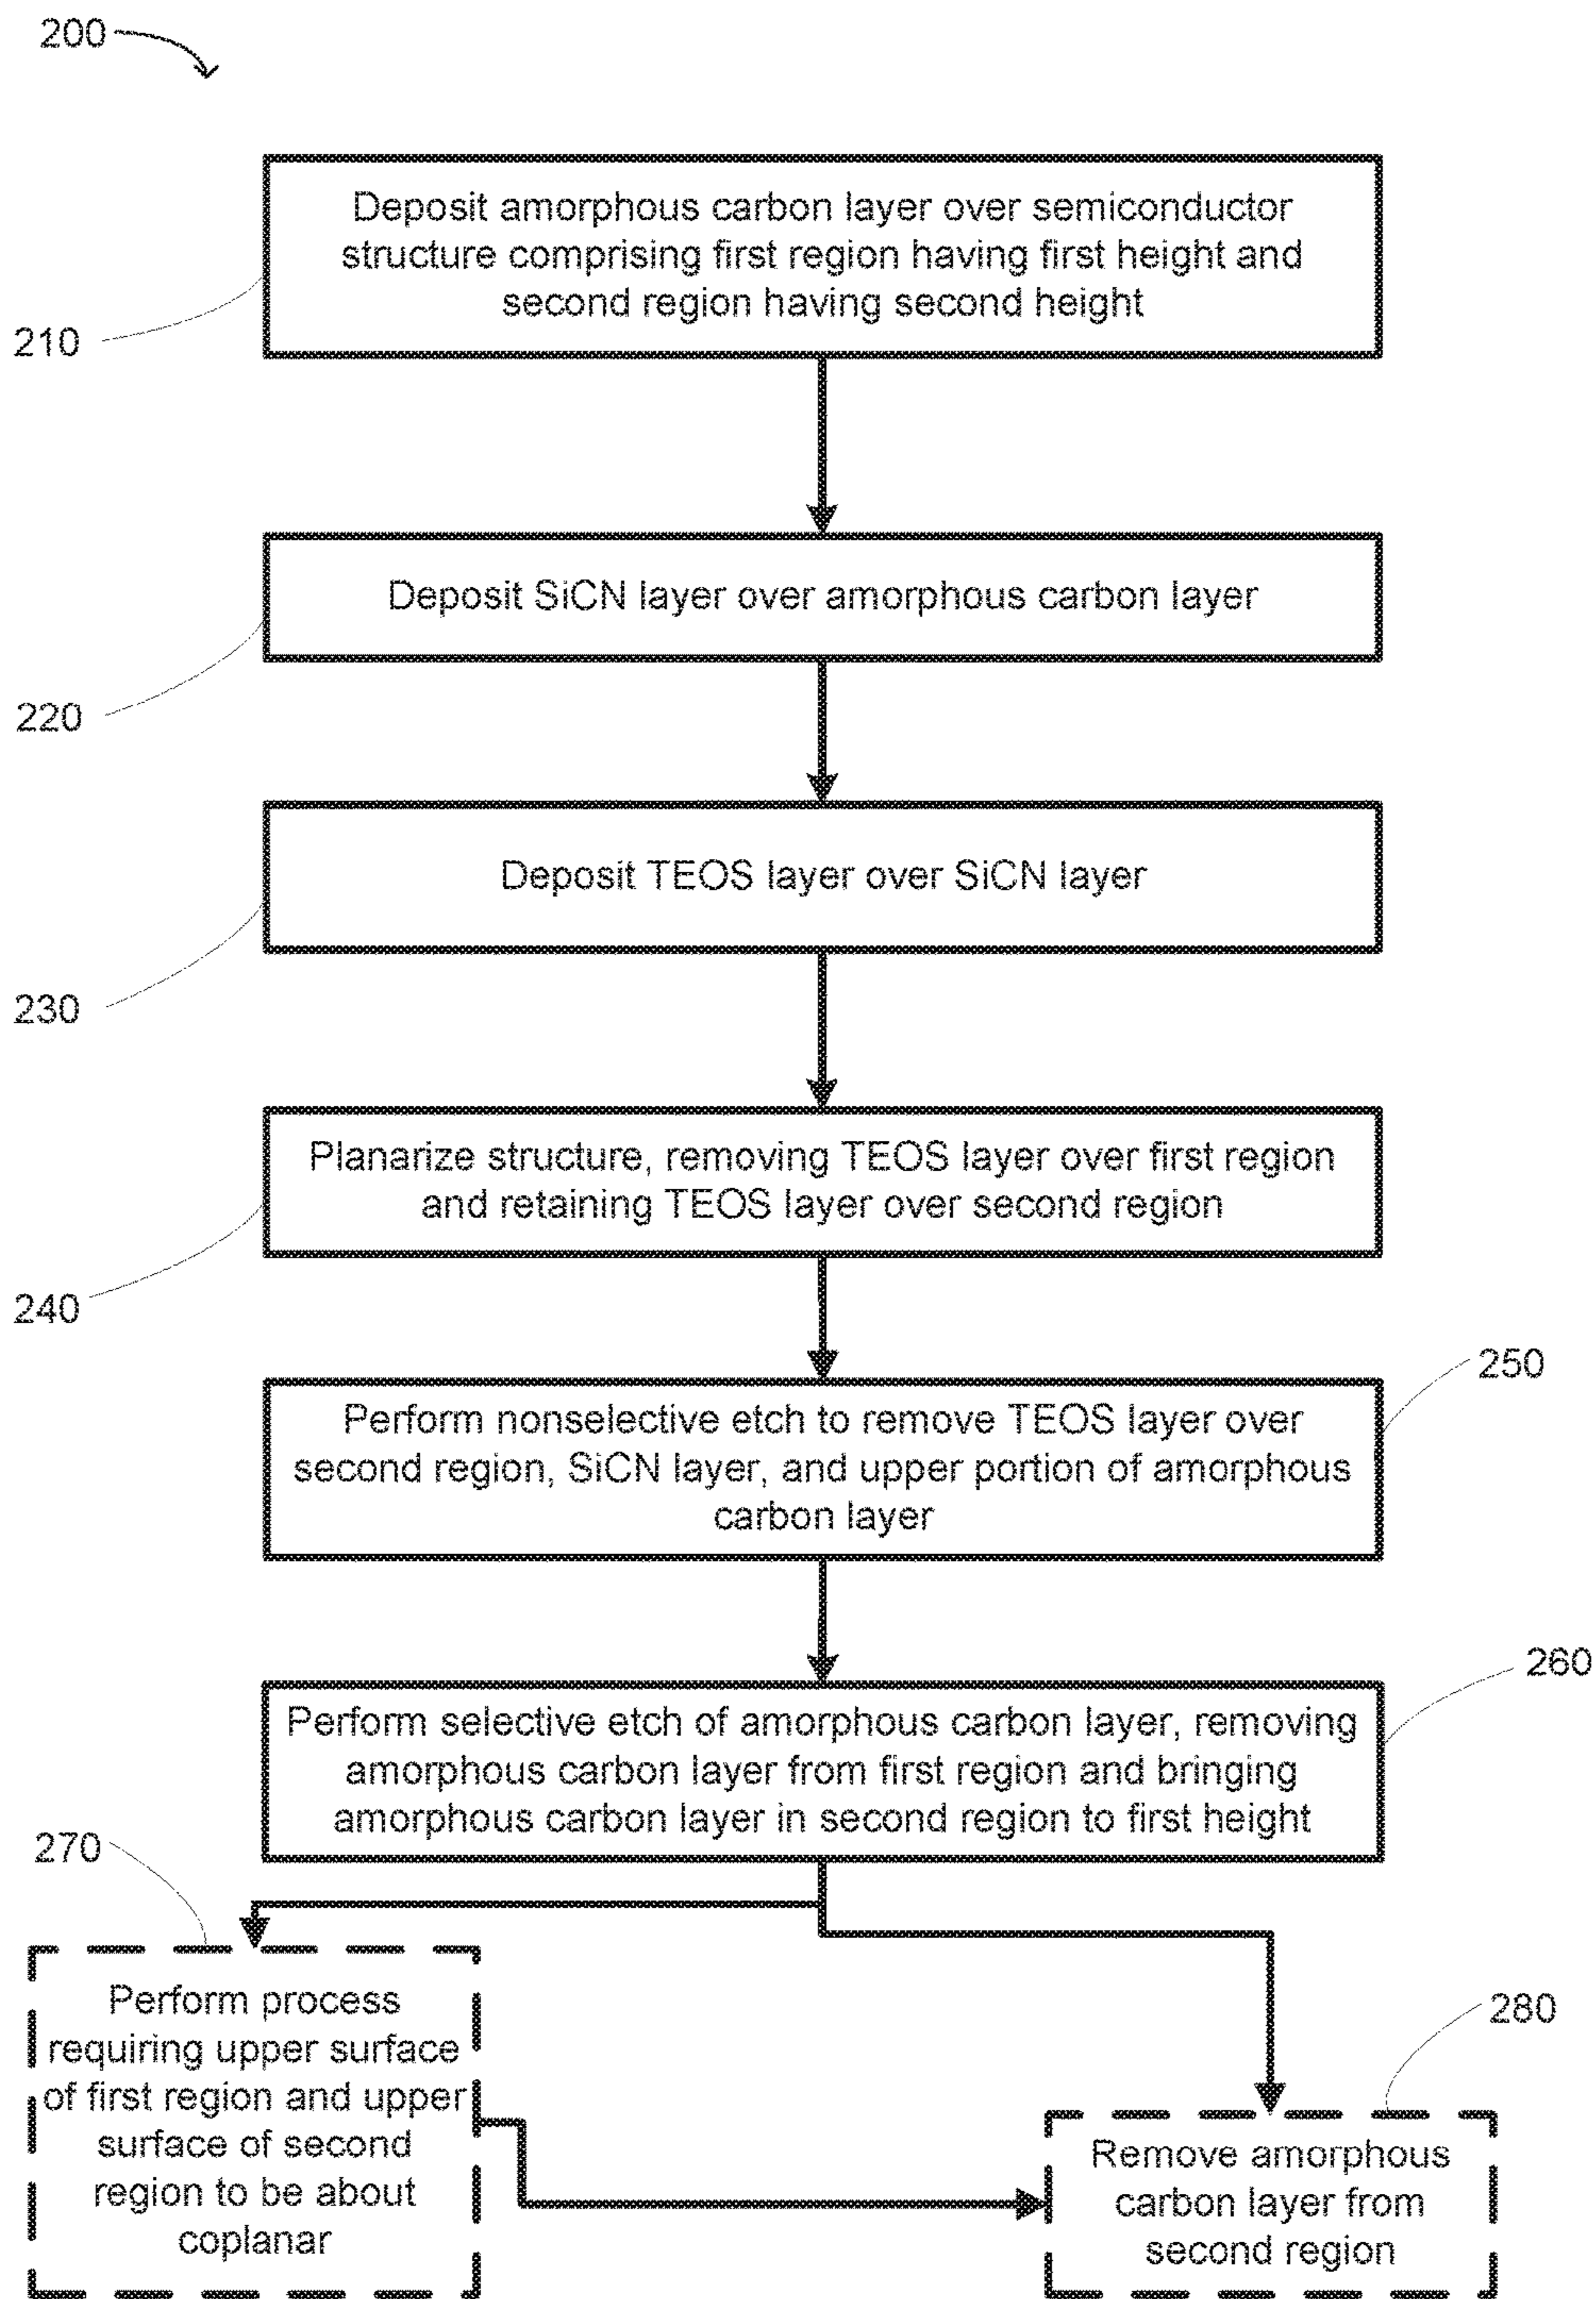 200
Deposit amorphous carbon layer over semiconductor
structure comprising first region having first height and
second region having second height
210
Deposit SiCN layer over amorphous carbon layer
220
Deposit TEOS layer over SiCN layer
230
Planarize structure, removing TEOS layer over first region
and retaining TEOS layer over second region
240
250
Perform nonselective etch to remove TEOS layer over
second region, SiCN layer, and upper portion of amorphous
carbon layer
260
Perform selective etch of amorphous carbon layer, removing
amorphous carbon layer from first region and bringing
amorphous carbon layer in second region to first height
270
Perform process
requiring upper surface
of first region and upper
surface of second
region to be about
coplanar
280
Remove amorphous
carbon layer from
second region